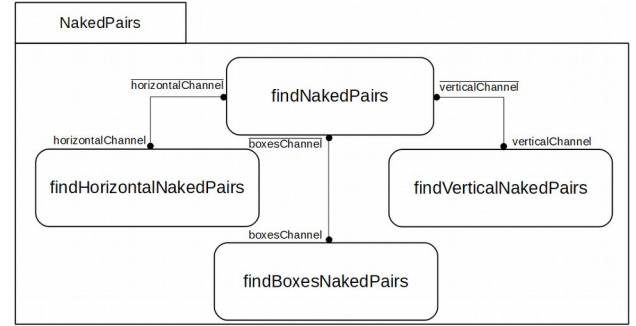 NakedPairs
horizontalChannel
findNakedPairs
verticalChannel
horizontalChannel
boxesChannel
verticalChannel
findHorizontalNakedPairs
findVerticalNakedPairs
boxesChannel
findBoxesNakedPairs